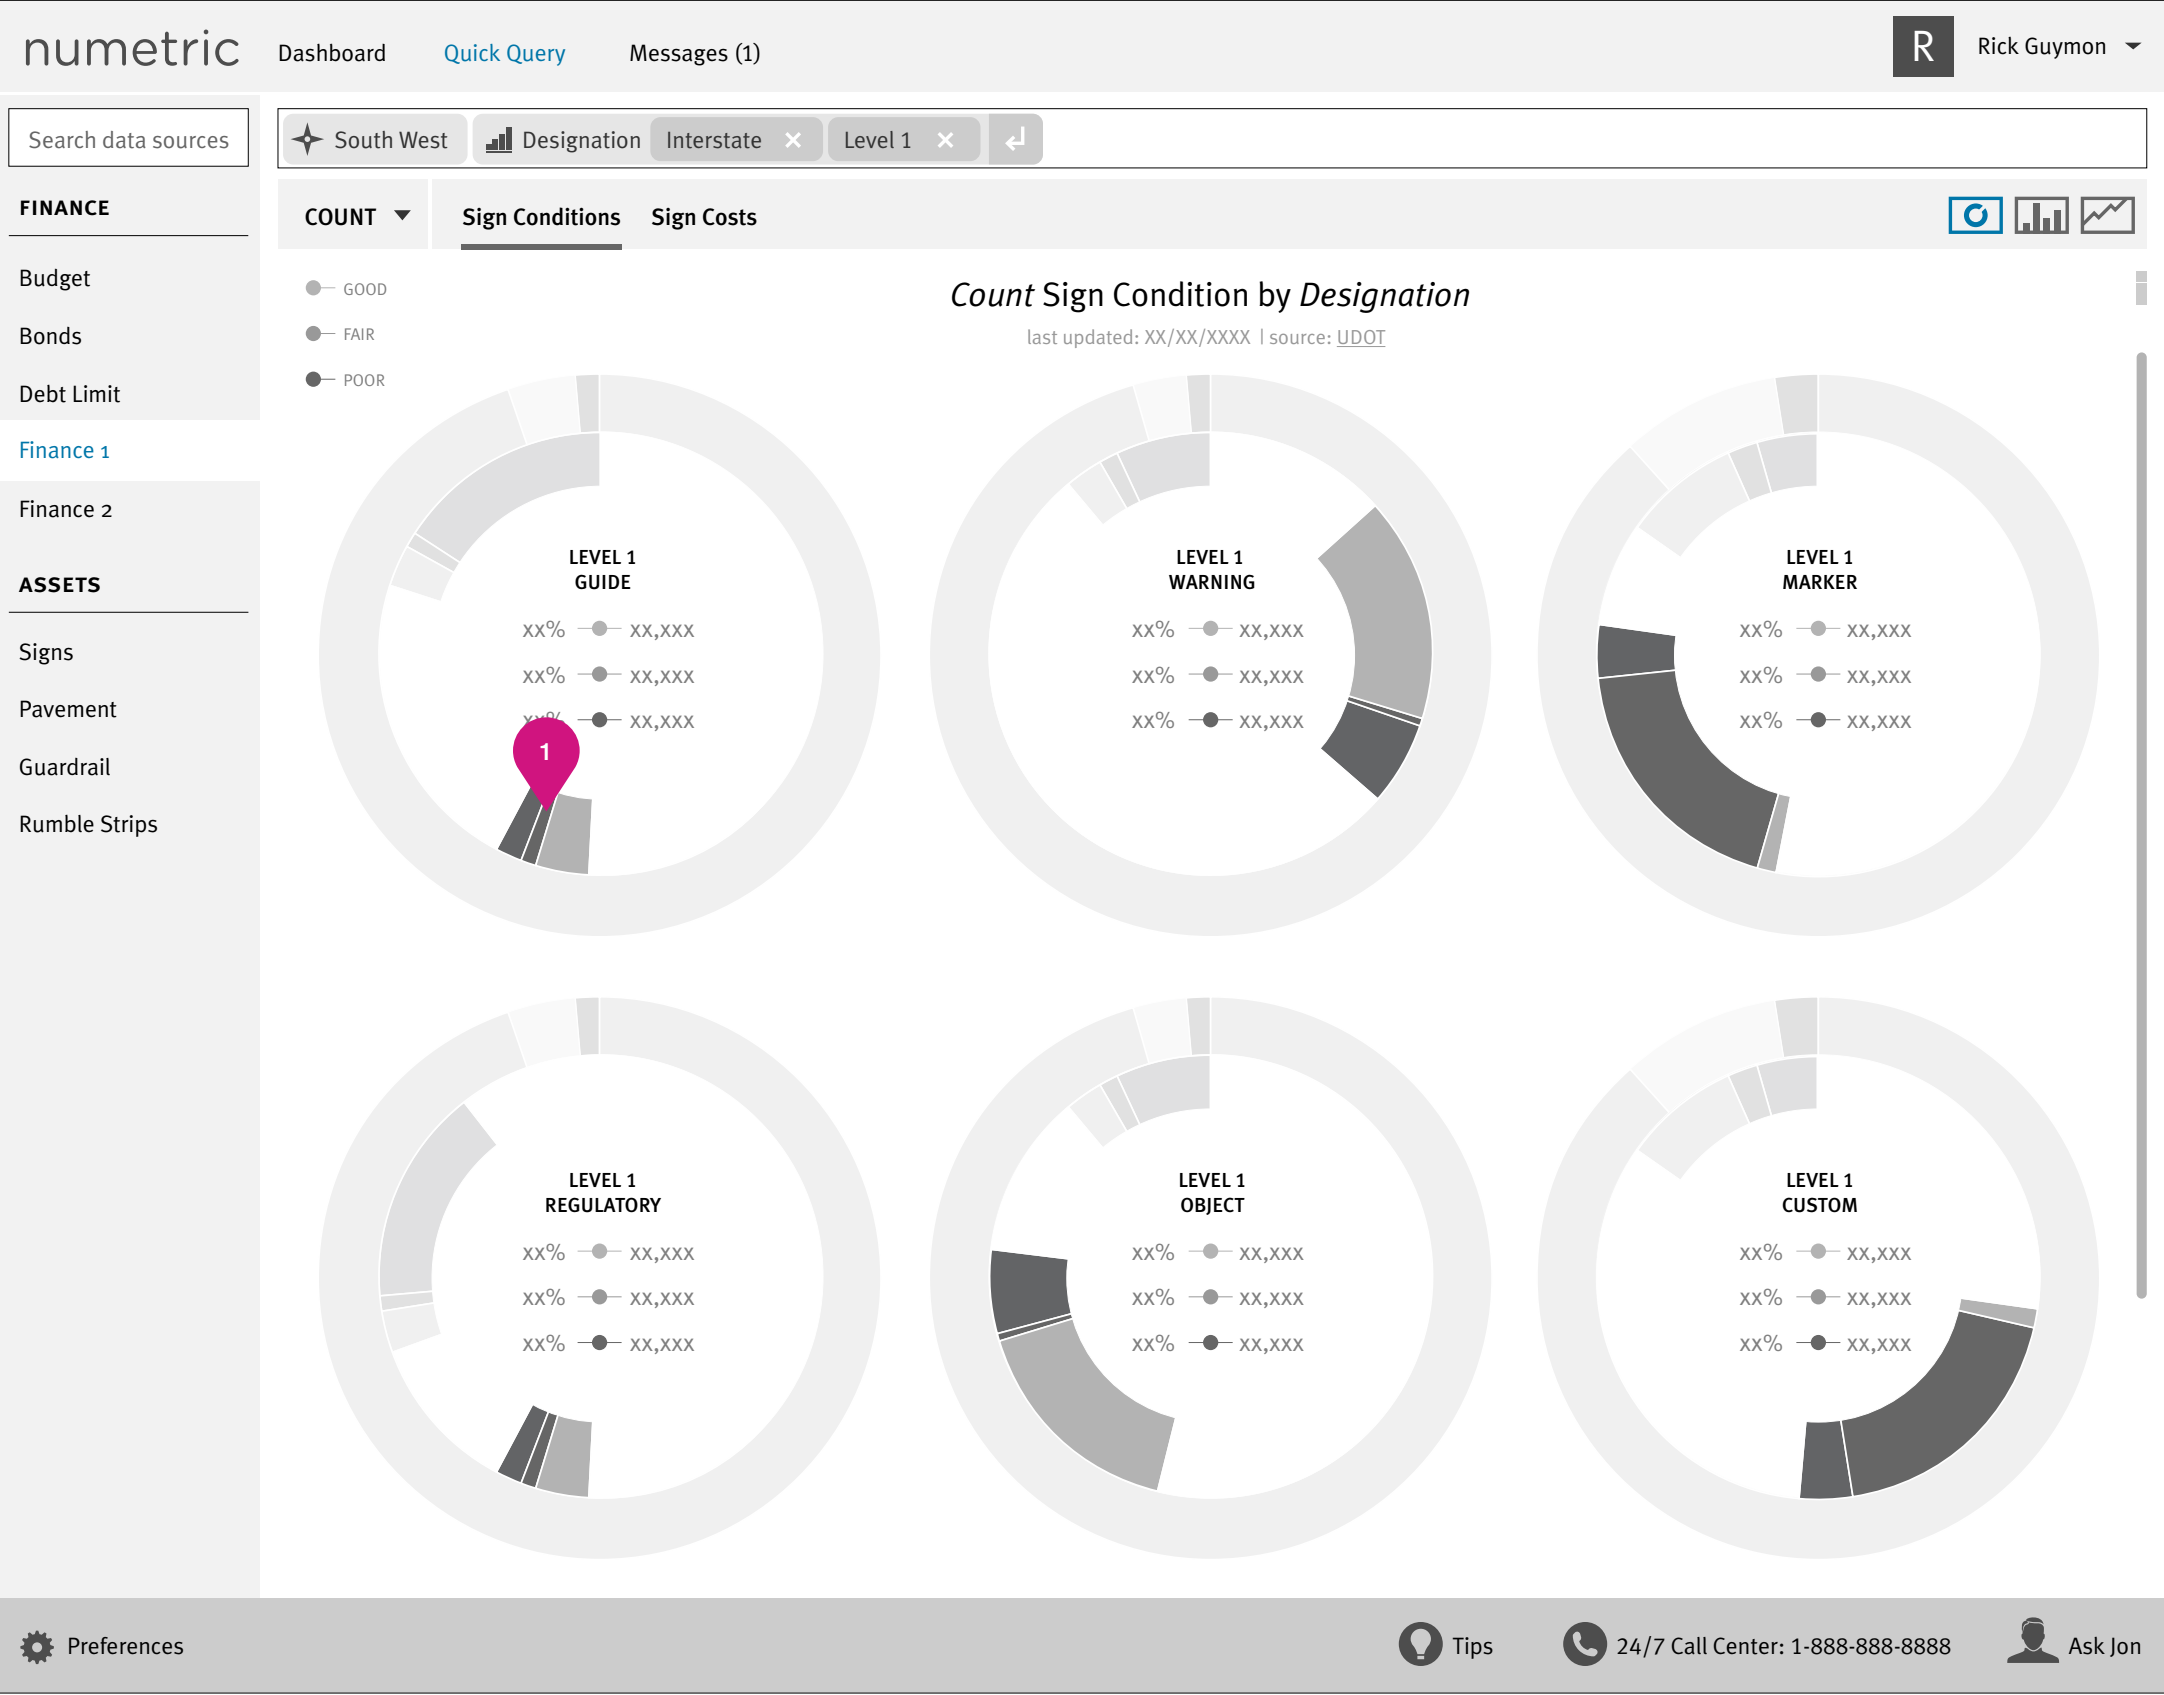 numetric
Dashboard
Quick Query
Messages (1)
R
Rick Guymon
Search data sources
South West
Designation
Interstate
Level 1
FINANCE
Budget
Bonds
Debt Limit
Finance 1
Finance 2
ASSETS
Signs
Pavement
Guardrail
Rumble Strips
COUNT
Sign Conditions
Sign Costs
GOOD
FAIR
POOR
Count Sign Condition by Designation
last updated: XX/XX/XXXX | source: UDOT
LEVEL 1
GUIDE
xx% xx,xxx
xx% xx,xxx
xx% xx,xxx
1
LEVEL 1
WARNING
xx% xx,xxx
xx% xx,xxx
xx% xx,xxx
LEVEL 1
MARKER
xx% xx,xxx
xx% xx,xxx
xx% xx,xxx
LEVEL 1
REGULATORY
xx% xx,xxx
xx% xx,xxx
xx% xx,xxx
LEVEL 1
OBJECT
xx% xx,xxx
xx% xx,xxx
xx% xx,xxx
LEVEL 1
CUSTOM
xx% xx,xxx
xx% xx,xxx
xx% xx,xxx
Preferences
Tips
24/7 Call Center: 1-888-888-8888
Ask Jon